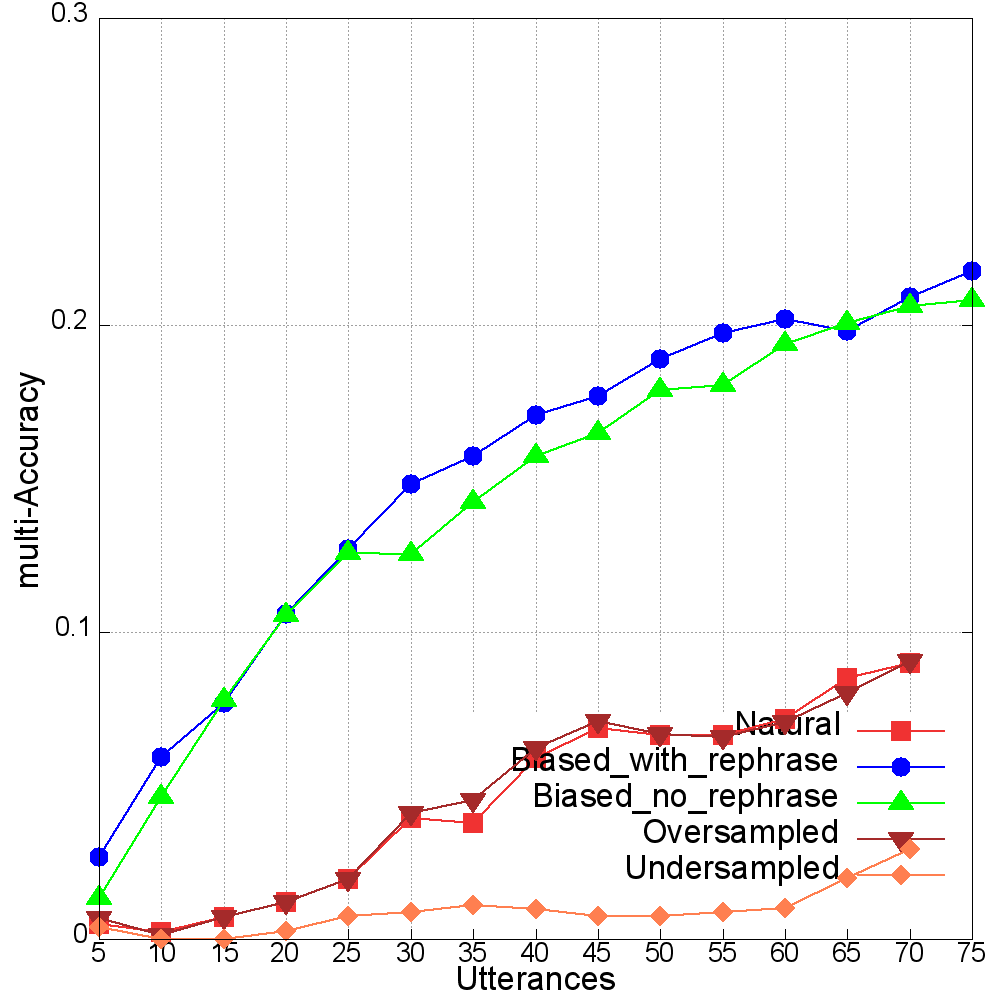 0.3
0.2
0.1
0
multi-Accuracy
Natural
Biased_with_rephrase
Biased_no_rephrase
Oversampled
Undersampled
5 10 15 20 25 30 35 40 45 50 55 60 65 70 75
Utterances